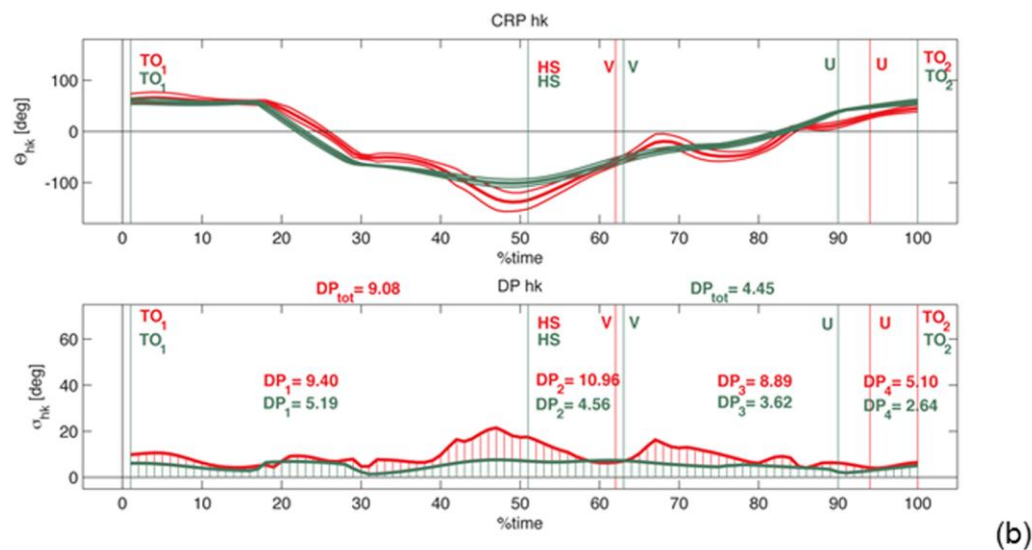 CRP hk
TO1 HS V V U U TO2
TO1 HS TO2
100
0
-100
Θhk [deg]
0 10 20 30 40 50 60 70 80 90 100
%time
DPtot= 9.08 DP hk DPtot= 4.45
TO1 HS V V U U TO2
TO1 HS TO2
60
40
20
0
σhk [deg]
DP1= 9.40 DP2= 10.96 DP3= 8.89 DP4= 5.10
DP1= 5.19 DP2= 4.56 DP3= 3.62 DP4= 2.64
0 10 20 30 40 50 60 70 80 90 100
%time
(b)